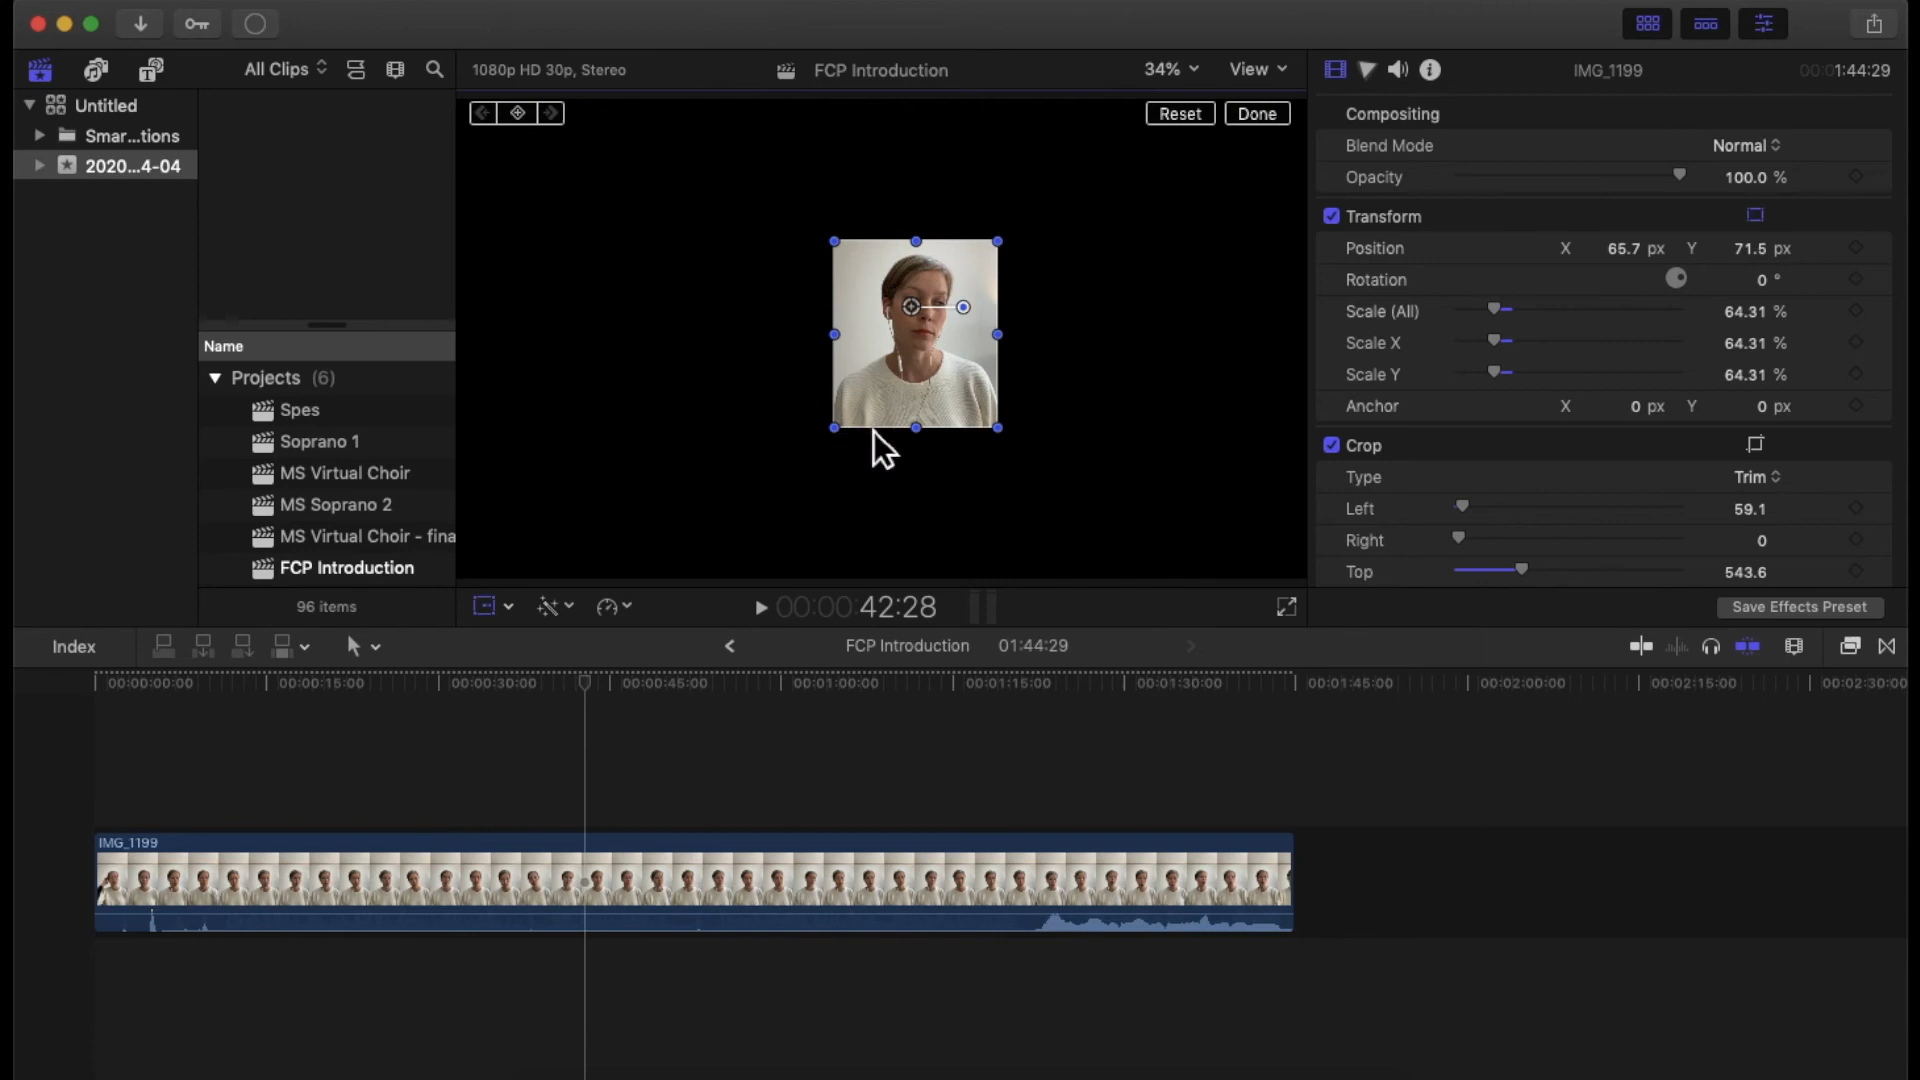 All Clips
1080p HD 30p, Stereo
FCP Introduction
34%
View
IMG_1199
00:01:44:29
Untitled
Smar...tions
2020...4-04
Reset
Done
Compositing
Blend Mode
Normal
Opacity
100.0 %
Transform
Position
X
65.7 px
Y
71.5 px
Rotation
0 °
Scale (All)
64.31 %
Scale X
64.31 %
Scale Y
64.31 %
Anchor
X
0 px
Y
0 px
Crop
Type
Trim
Left
59.1
Right
0
Top
543.6
Save Effects Preset
Name
Projects (6)
Spes
Soprano 1
MS Virtual Choir
MS Soprano 2
MS Virtual Choir - fina
FCP Introduction
96 items
00:00:42:28
Index
FCP Introduction
01:44:29
00:00:00:00
00:00:15:00
00:00:30:00
00:00:45:00
00:01:00:00
00:01:15:00
00:01:30:00
00:01:45:00
00:02:00:00
00:02:15:00
00:02:30:00
IMG_1199